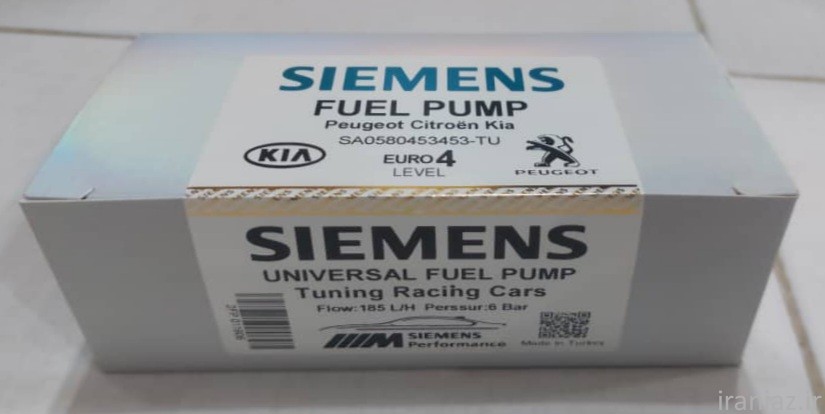 SIEMENS
FUEL PUMP
Peugeot Citroën Kia
SA0580453453-TU
KIA
EURO 4
LEVEL
PEUGEOT
SIEMENS
UNIVERSAL FUEL PUMP
Tuning Racing Cars
Flow:185 L/H Perssur:6 Bar
SIEMENS
Performance
Made in Turkey
iranjaz.ir